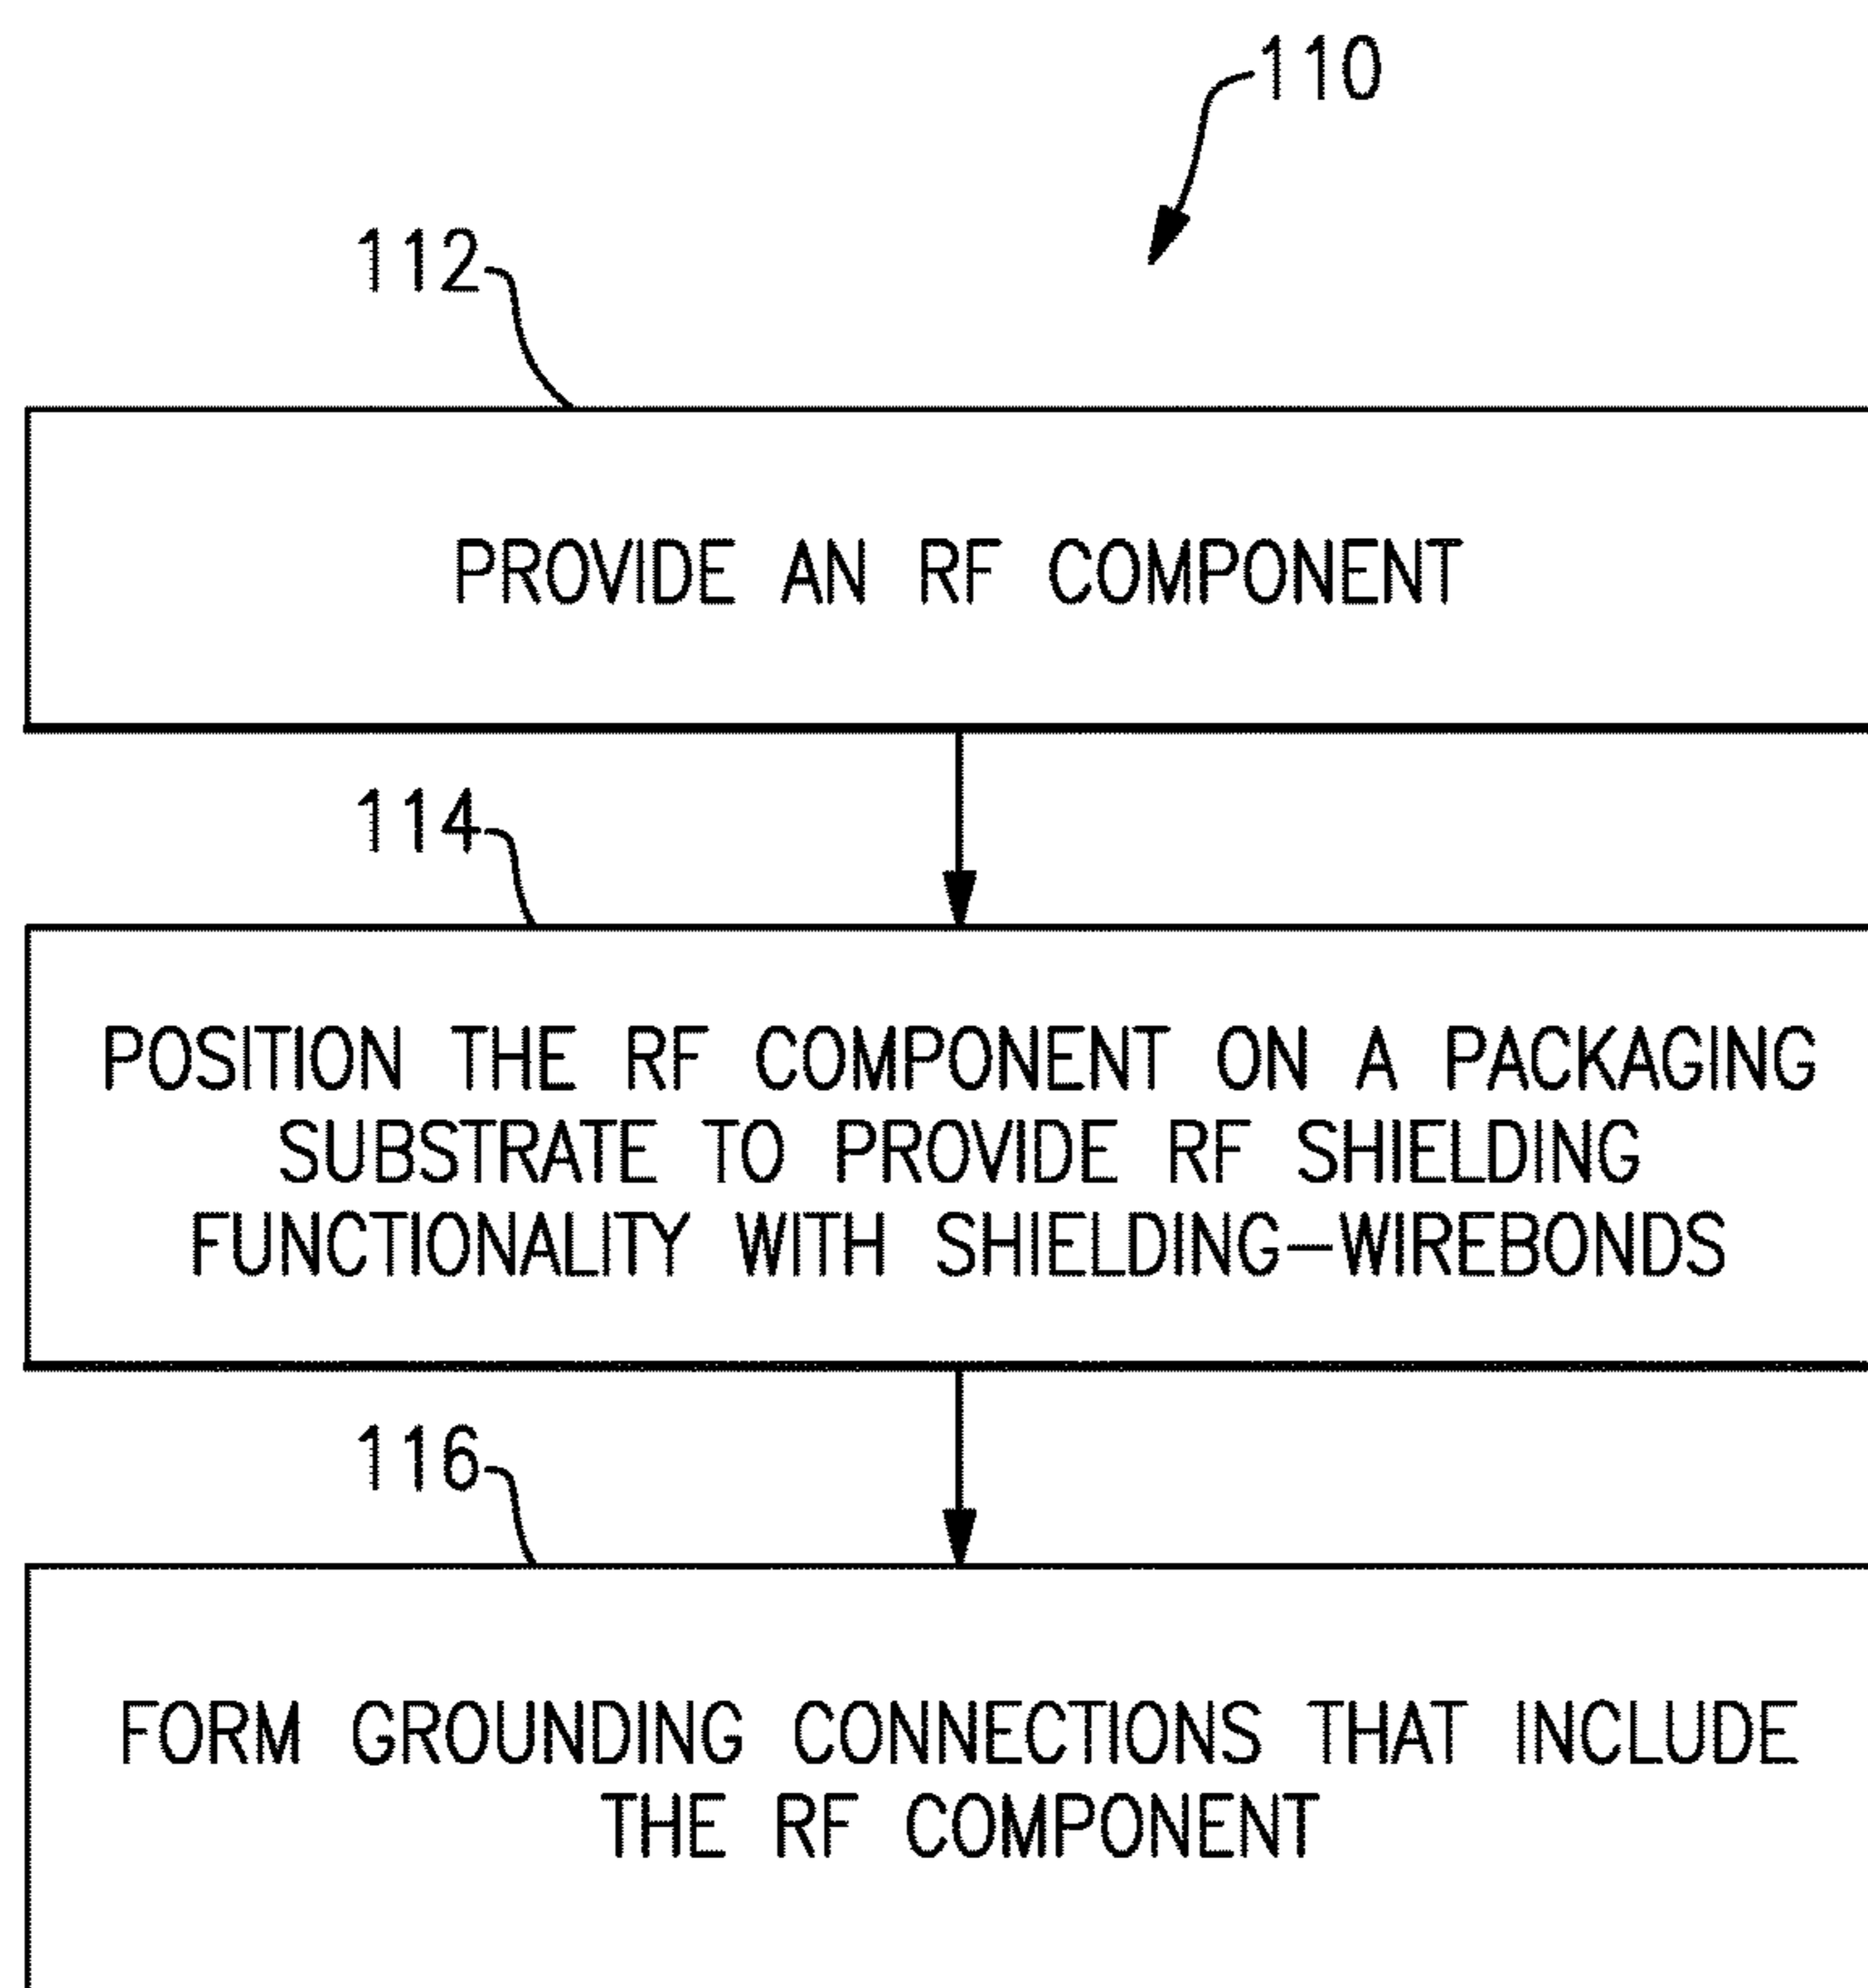 110
112
PROVIDE AN RF COMPONENT
114
POSITION THE RF COMPONENT ON A PACKAGING
SUBSTRATE TO PROVIDE RF SHIELDING
FUNCTIONALITY WITH SHIELDING-WIREBONDS
116
FORM GROUNDING CONNECTIONS THAT INCLUDE
THE RF COMPONENT